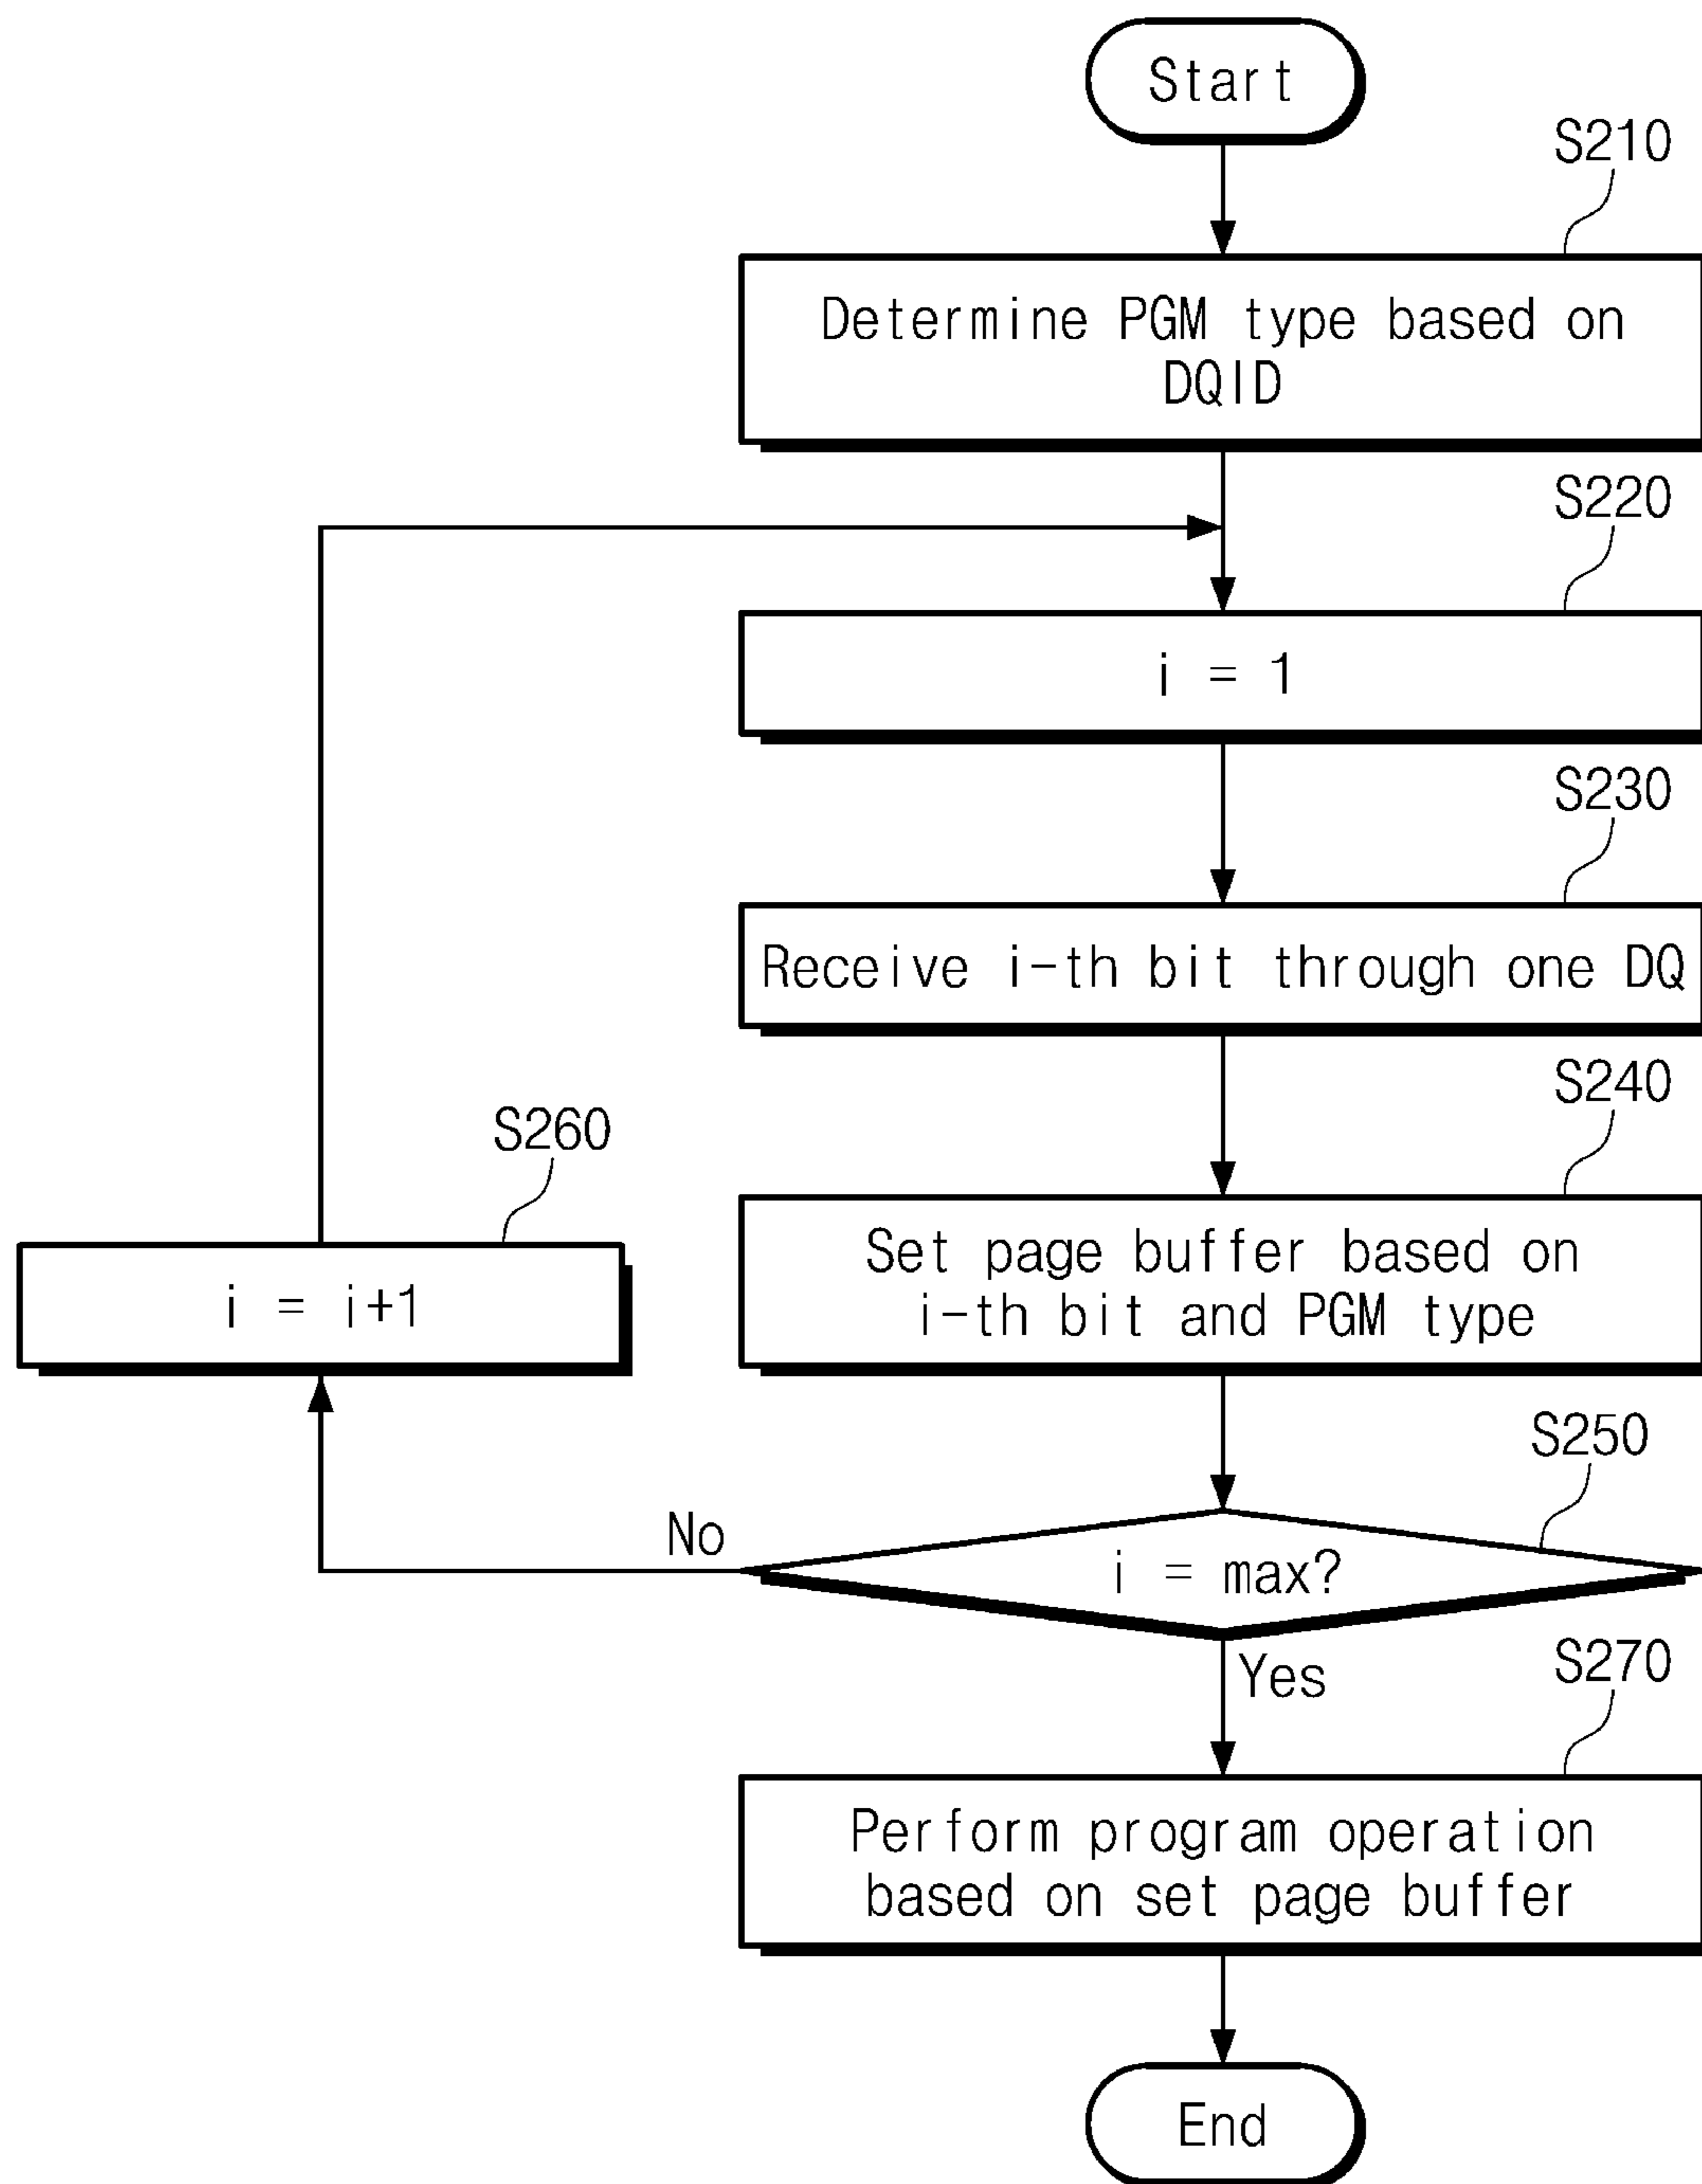 Start
S210
Determine PGM type based on
DQID
S220
i = 1
S230
Receive i-th bit through one DQ
S240
Set page buffer based on
i-th bit and PGM type
S260
i = i+1
S250
i = max?
No
Yes
S270
Perform program operation
based on set page buffer
End